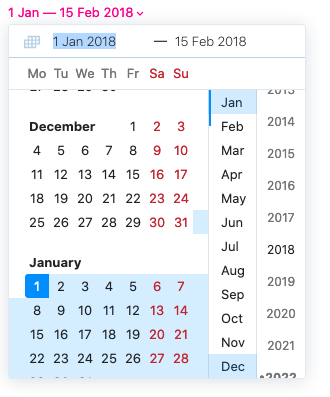 1 Jan — 15 Feb 2018
1 Jan 2018 — 15 Feb 2018
Mo Tu We Th Fr Sa Su
December 1 2 3
4 5 6 7 8 9 10
11 12 13 14 15 16 17
18 19 20 21 22 23 24
25 26 27 28 29 30 31
January
1 2 3 4 5 6 7
8 9 10 11 12 13 14
15 16 17 18 19 20 21
22 23 24 25 26 27 28
Jan
Feb
Mar
Apr
May
Jun
Jul
Aug
Sep
Oct
Nov
Dec
2013
2014
2015
2016
2017
2018
2019
2020
2021
•2022